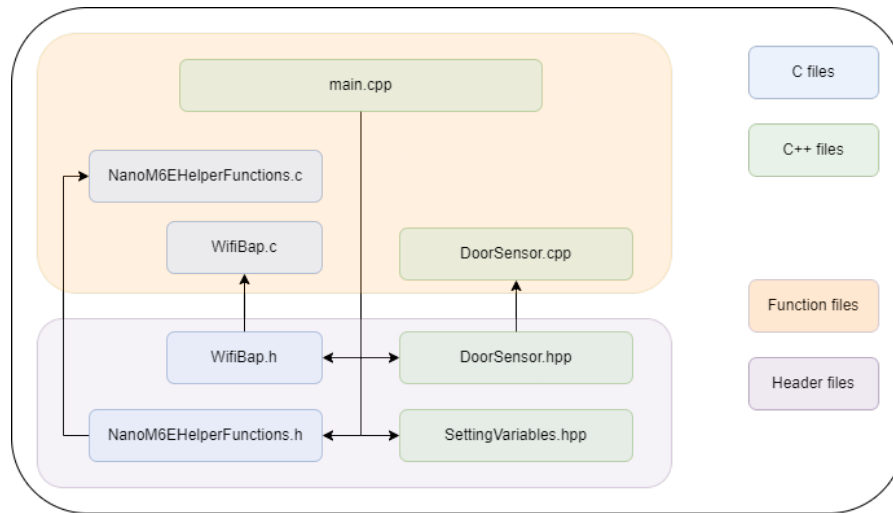 main.cpp
C files
C++ files
NanoM6EHelperFunctions.c
WifiBap.c
DoorSensor.cpp
Function files
WifiBap.h
DoorSensor.hpp
Header files
NanoM6EHelperFunctions.h
SettingVariables.hpp